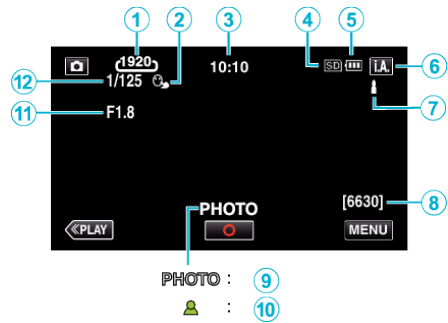 1 2 3 4 5
1920 10:10 SD i.A. 6
12 1/125
7
11 F1.8
[6630] 8
PHOTO
≪PLAY MENU
PHOTO : 9
: 10